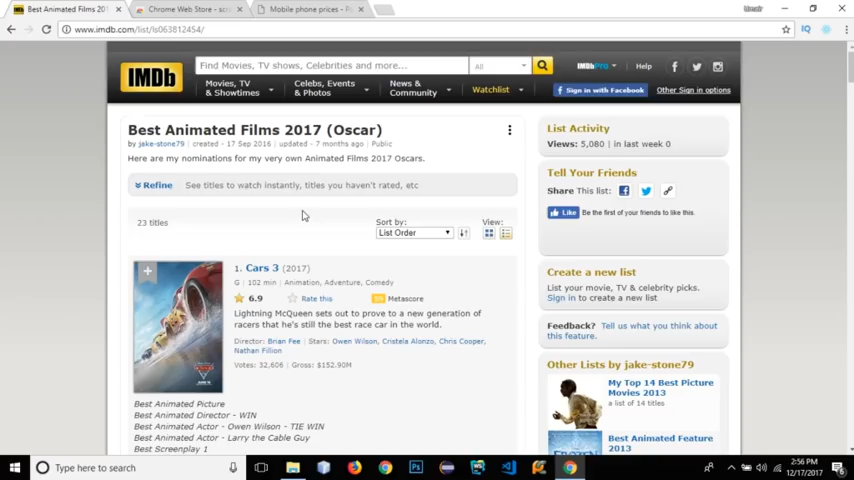 Best Animated Films 201
Chrome Web Store - scr
Mobile phone prices - P
www.imdb.com/list/ls063812454/
IMDb
Find Movies, TV shows, Celebrities and more...
All
IMDbPro
Help
Movies, TV
& Showtimes
Celebs, Events
& Photos
News &
Community
Watchlist
Sign in with Facebook
Other Sign in options
Best Animated Films 2017 (Oscar)
by jake-stone79 | created - 17 Sep 2016 | updated - 7 months ago | Public
Here are my nominations for my very own Animated Films 2017 Oscars.
Refine See titles to watch instantly, titles you haven't rated, etc
23 titles
Sort by:
List Order
View:
1. Cars 3 (2017)
G | 102 min | Animation, Adventure, Comedy
6.9 Rate this 59 Metascore
Lightning McQueen sets out to prove to a new generation of
racers that he's still the best race car in the world.
Director: Brian Fee | Stars: Owen Wilson, Cristela Alonzo, Chris Cooper,
Nathan Fillion
Votes: 32,606 | Gross: $152.90M
Best Animated Picture
Best Animated Director - WIN
Best Animated Actor - Owen Wilson - TIE WIN
Best Animated Actor - Larry the Cable Guy
Best Screenplay 1
List Activity
Views: 5,080 | in last week 0
Tell Your Friends
Share This list:
Like Be the first of your friends to like this.
Create a new list
List your movie, TV & celebrity picks.
Sign in to create a new list
Feedback? Tell us what you think about
this feature.
Other Lists by jake-stone79
My Top 14 Best Picture
Movies 2013
a list of 14 titles
Best Animated Feature
2013
Type here to search
2:56 PM
12/17/2017